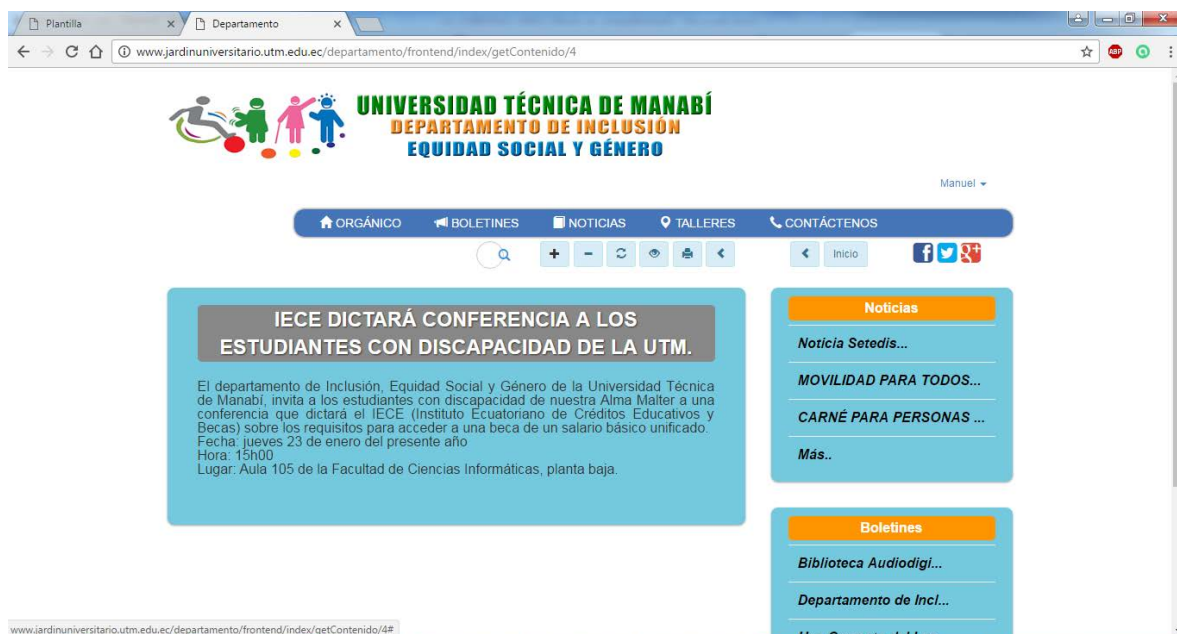 Plantilla
Departamento
www.jardinuniversitario.utm.edu.ec/departamento/frontend/index/getContenido/4
ABP
UNIVERSIDAD TÉCNICA DE MANABÍ
DEPARTAMENTO DE INCLUSIÓN
EQUIDAD SOCIAL Y GÉNERO
Manuel
ORGÁNICO BOLETINES NOTICIAS TALLERES CONTÁCTENOS
Inicio
IECE DICTARÁ CONFERENCIA A LOS
ESTUDIANTES CON DISCAPACIDAD DE LA UTM.
El departamento de Inclusión, Equidad Social y Género de la Universidad Técnica
de Manabí, invita a los estudiantes con discapacidad de nuestra Alma Malter a una
conferencia que dictará el IECE (Instituto Ecuatoriano de Créditos Educativos y
Becas) sobre los requisitos para acceder a una beca de un salario básico unificado.
Fecha: jueves 23 de enero del presente año
Hora: 15h00
Lugar: Aula 105 de la Facultad de Ciencias Informáticas, planta baja.
Noticias
Noticia Setedis...
MOVILIDAD PARA TODOS...
CARNÉ PARA PERSONAS ...
Más..
Boletines
Biblioteca Audiodigi...
Departamento de Incl...
www.jardinuniversitario.utm.edu.ec/departamento/frontend/index/getContenido/4#